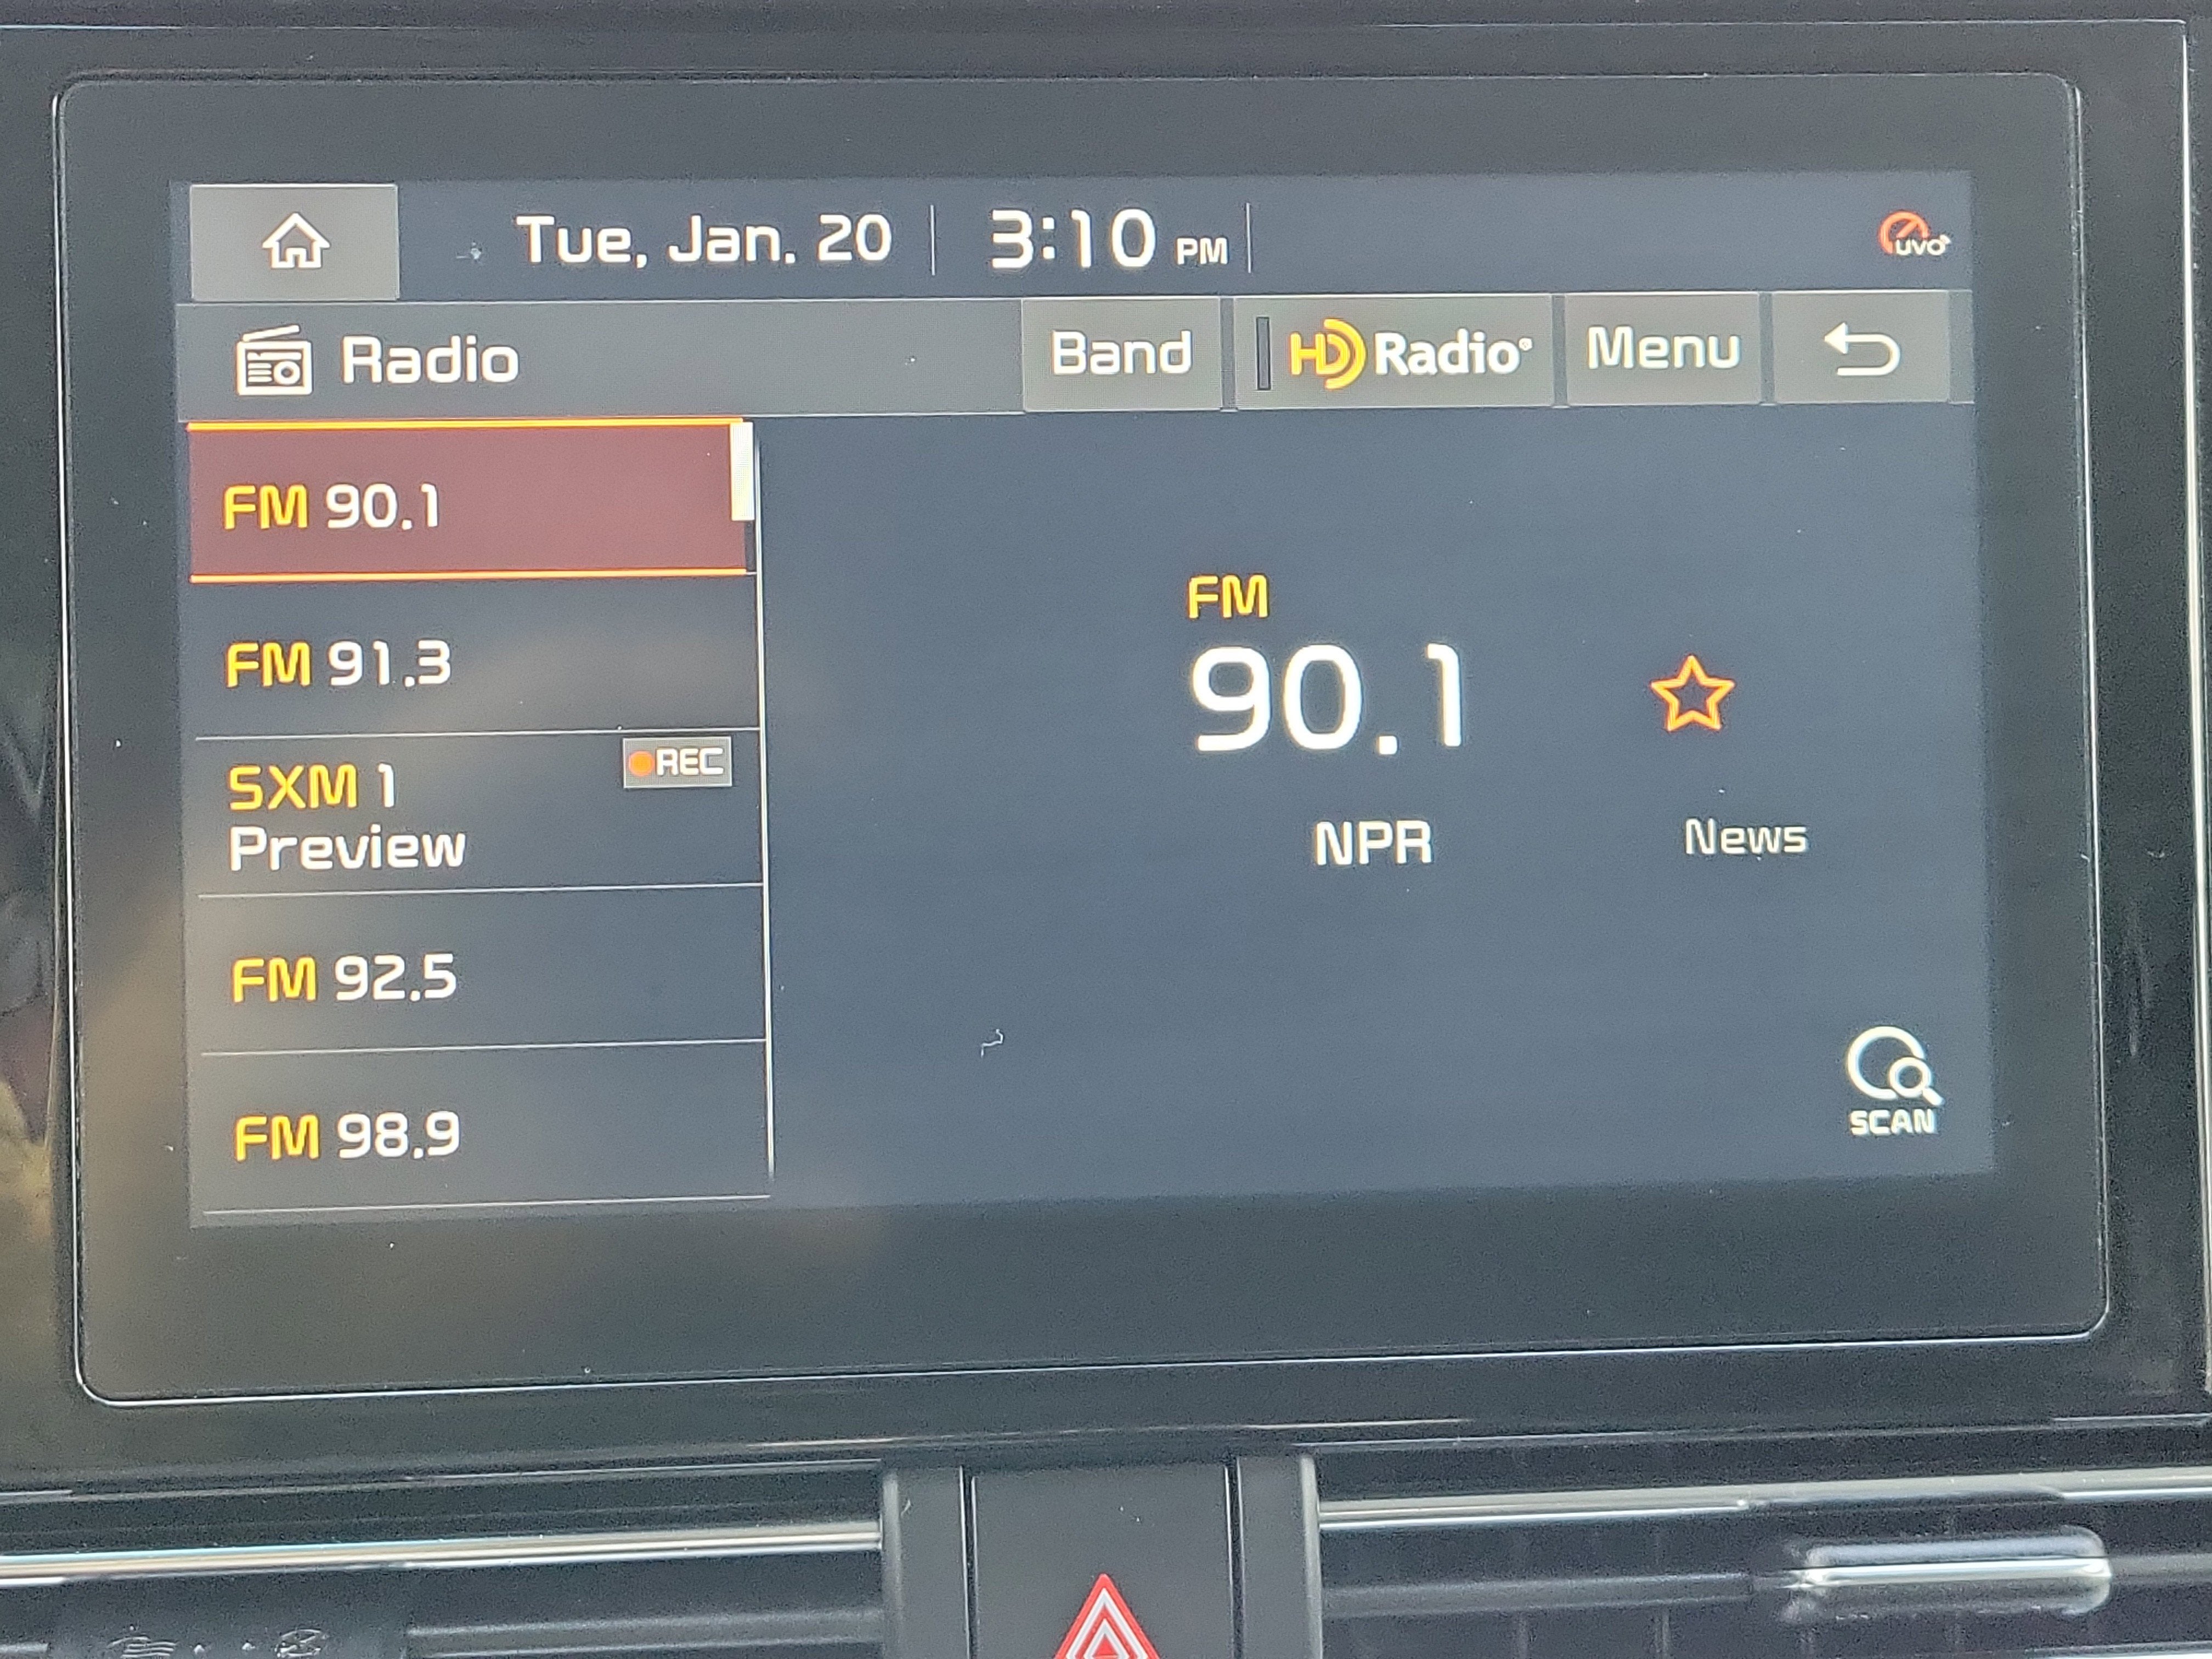 Tue, Jan. 20 3:10 PM
UVO
Radio Band HD Radio® Menu
FM 90.1
FM 91.3
SXM 1 REC
Preview
FM 92.5
FM 98.9
FM
90.1
NPR News
SCAN